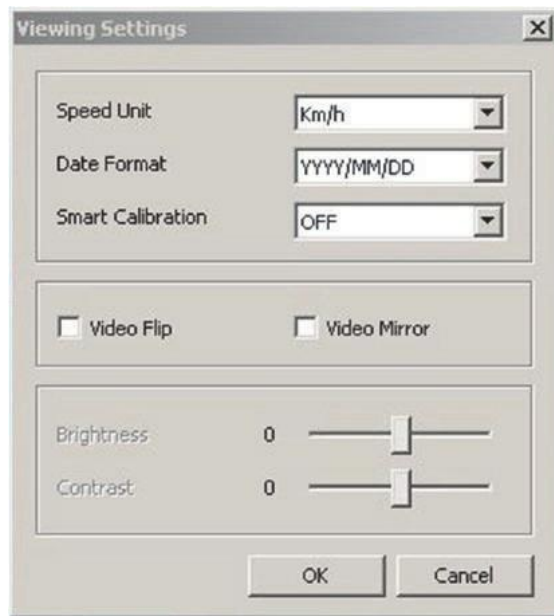 Viewing Settings
Speed Unit Km/h
Date Format YYYY/MM/DD
Smart Calibration OFF
Video Flip Video Mirror
Brightness 0
Contrast 0
OK Cancel